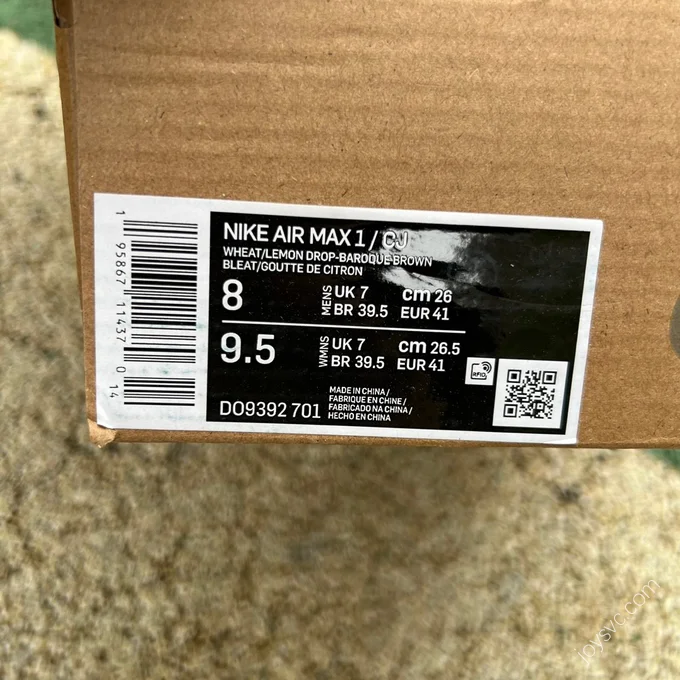 NIKE AIR MAX 1 / CJ
WHEAT/LEMON DROP-BAROQUE BROWN
BLEAT/GOUTTE DE CITRON
8 MENS UK 7 cm 26
BR 39.5 EUR 41
9.5 WMNS UK 7 cm 26.5
BR 39.5 EUR 41
DO9392 701
MADE IN CHINA/
FABRIQUE EN CHINE/
FABRICADO NA CHINA/
HECHO EN CHINA
RFID
1 95867 11437 0 14
joysvc.com